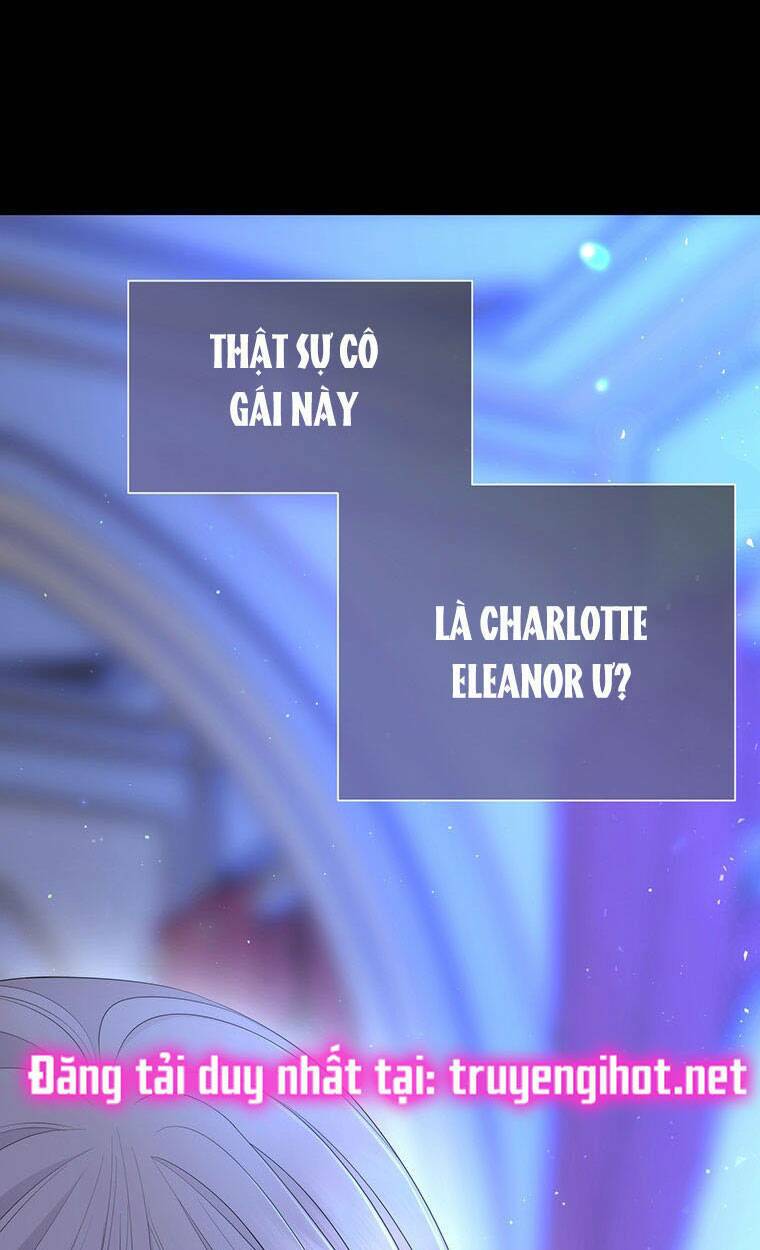 THẬT SỰ CÔ
GÁI NÀY
LÀ CHARLOTTE
ELEANOR Ư?
Đăng tải duy nhất tại: truyengihot.net